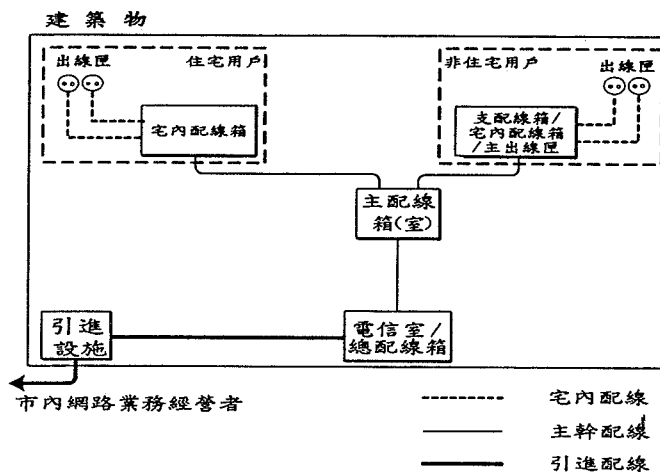 建築物
出線匣
住宅用戶
宅內配線箱
非住宅用戶
出線匣
支配線箱/
宅內配線箱
/主出線匣
主配線
箱(室)
引進
設施
電信室/
總配線箱
市內網路業務經營者
宅內配線
主幹配線
引進配線